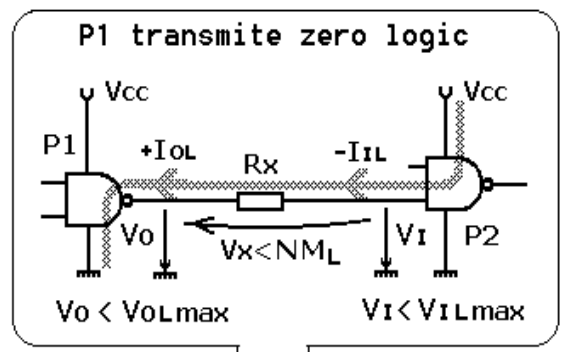 P1 transmite zero logic
Vcc Vcc
P1 +IOL Rx -IIL
VO Vx<NML VI P2
VO < VOLmax VI< VILmax